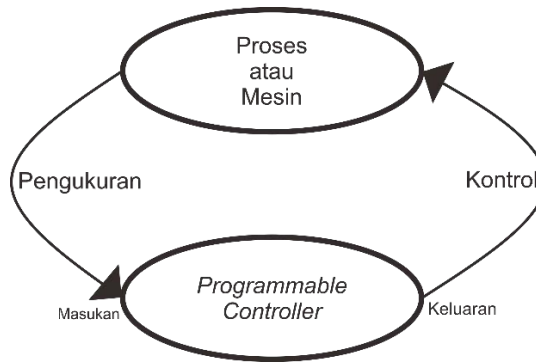 Proses
atau
Mesin
Pengukuran
Kontrol
Programmable
Controller
Masukan
Keluaran